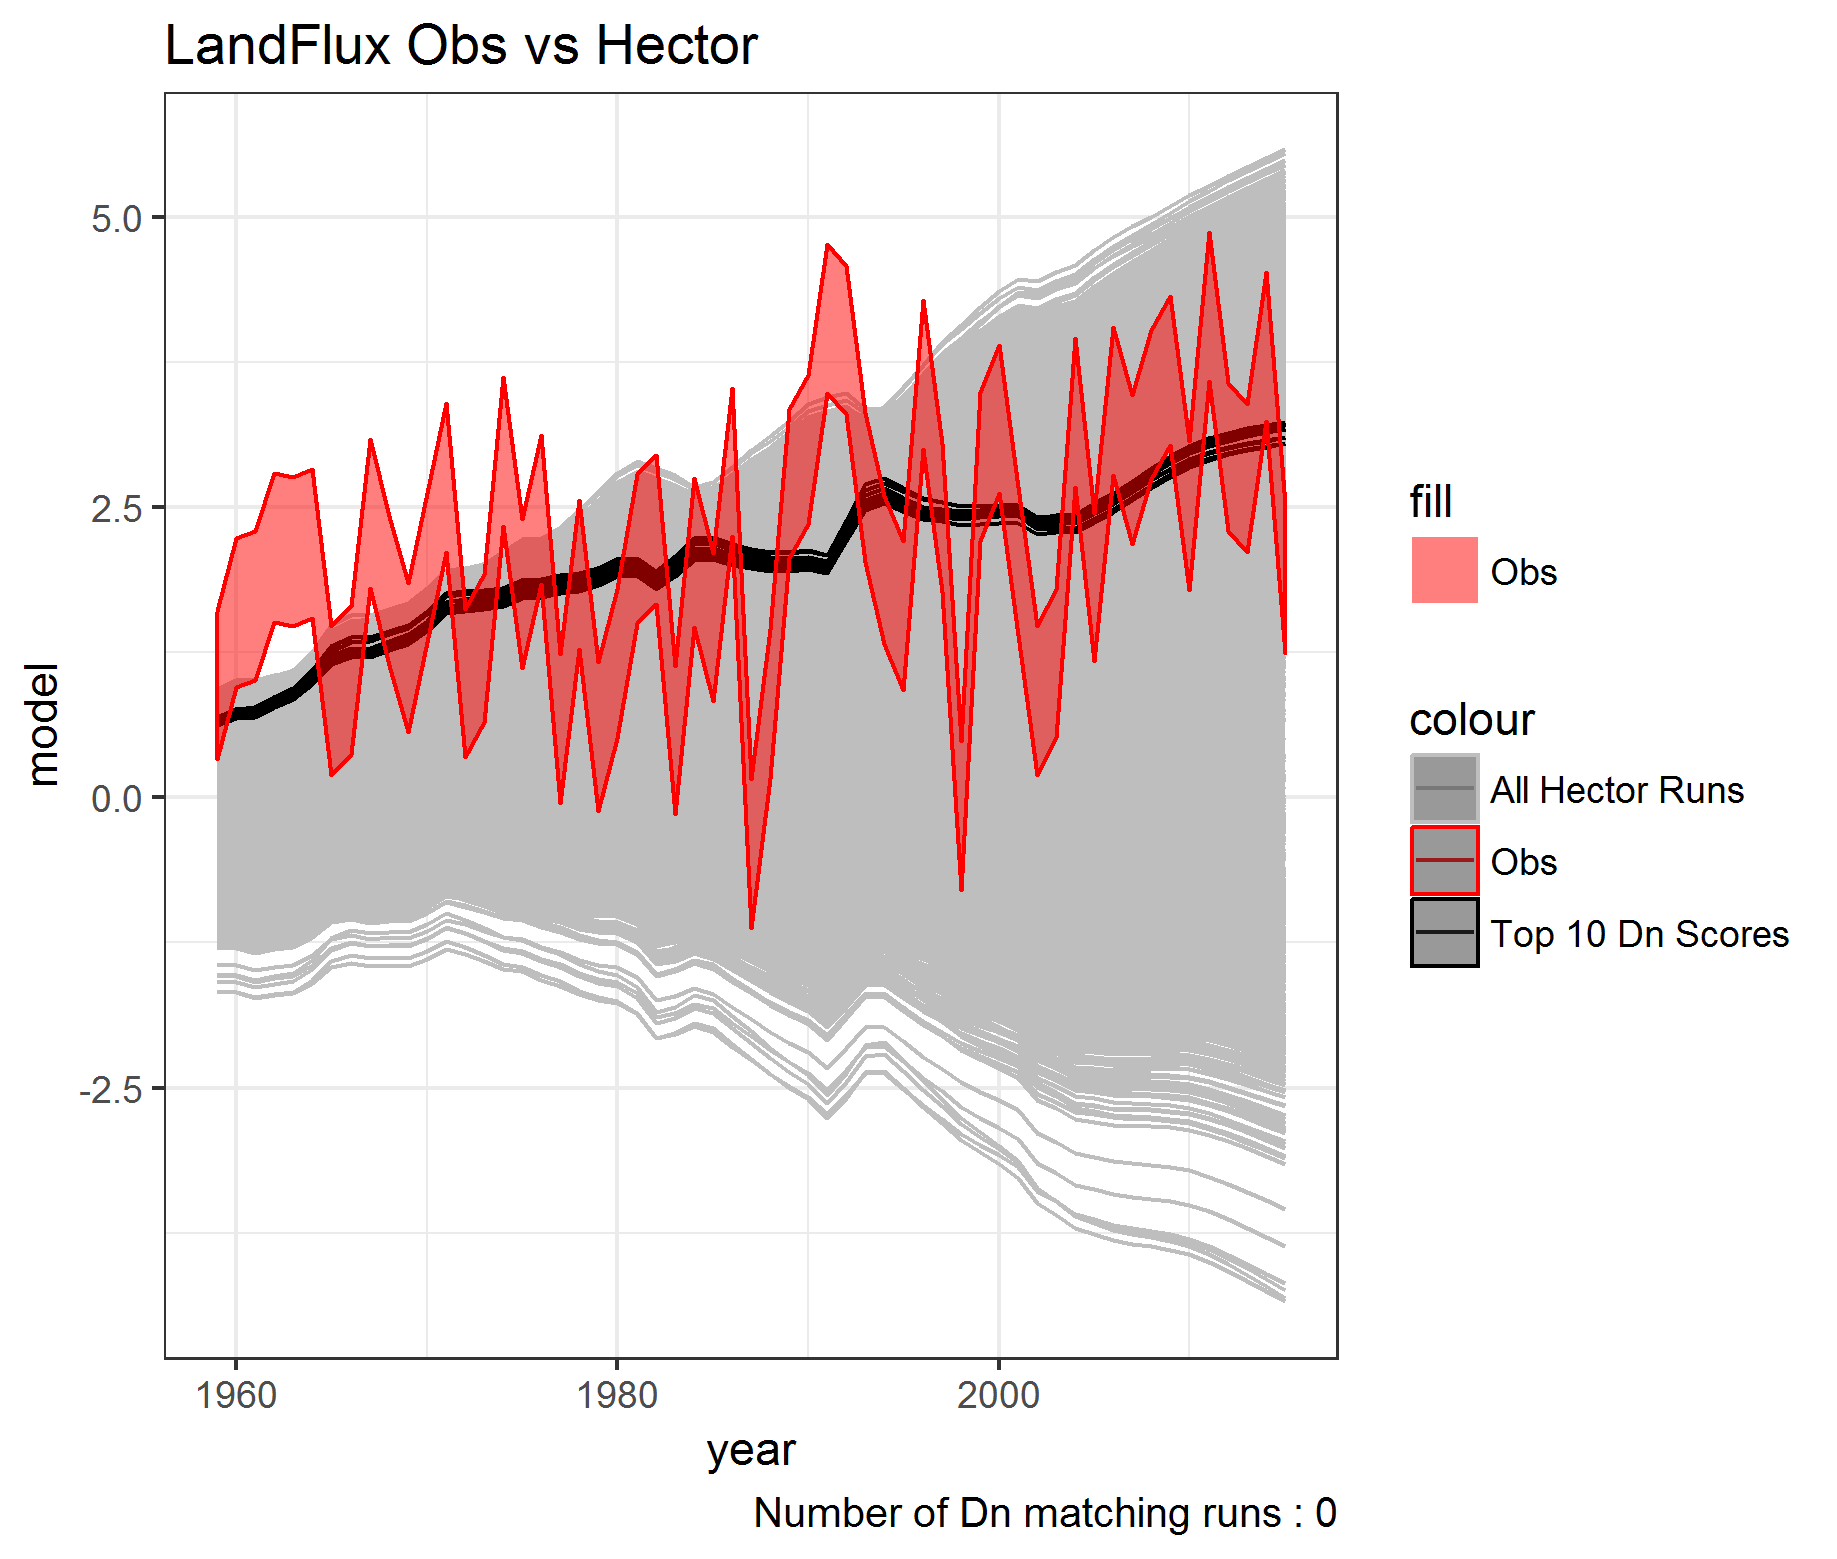 LandFlux Obs vs Hector
model
5.0
2.5
0.0
-2.5
1960
1980
2000
year
Number of Dn matching runs : 0
fill
Obs
colour
All Hector Runs
Obs
Top 10 Dn Scores